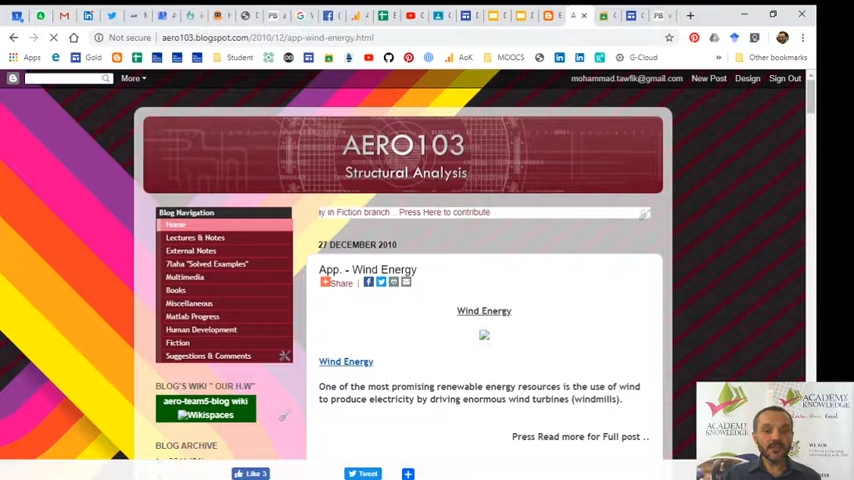 Not secure | aero103.blogspot.com/2010/12/app-wind-energy.html
Apps Gold Student AoK MOOCS G-Cloud » Other bookmarks
More mohammad.tawfik@gmail.com New Post Design Sign Out
AERO103
Structural Analysis
Blog Navigation
Home
Lectures & Notes
External Notes
7laha "Solved Examples"
Multimedia
Books
Miscellaneous
Matlab Progress
Human Development
Fiction
Suggestions & Comments
BLOG'S WIKI " OUR H.W"
aero-team5-blog wiki
Wikispaces
BLOG ARCHIVE
ay in Fiction branch .. Press Here to contribute
27 DECEMBER 2010
App. - Wind Energy
Share
Wind Energy
Wind Energy
One of the most promising renewable energy resources is the use of wind
to produce electricity by driving enormous wind turbines (windmills).
Press Read more for Full post ..
Like 3 Tweet
ACADEMY
KNOWLEDGE
ACADEMY
KNOWLEDGE